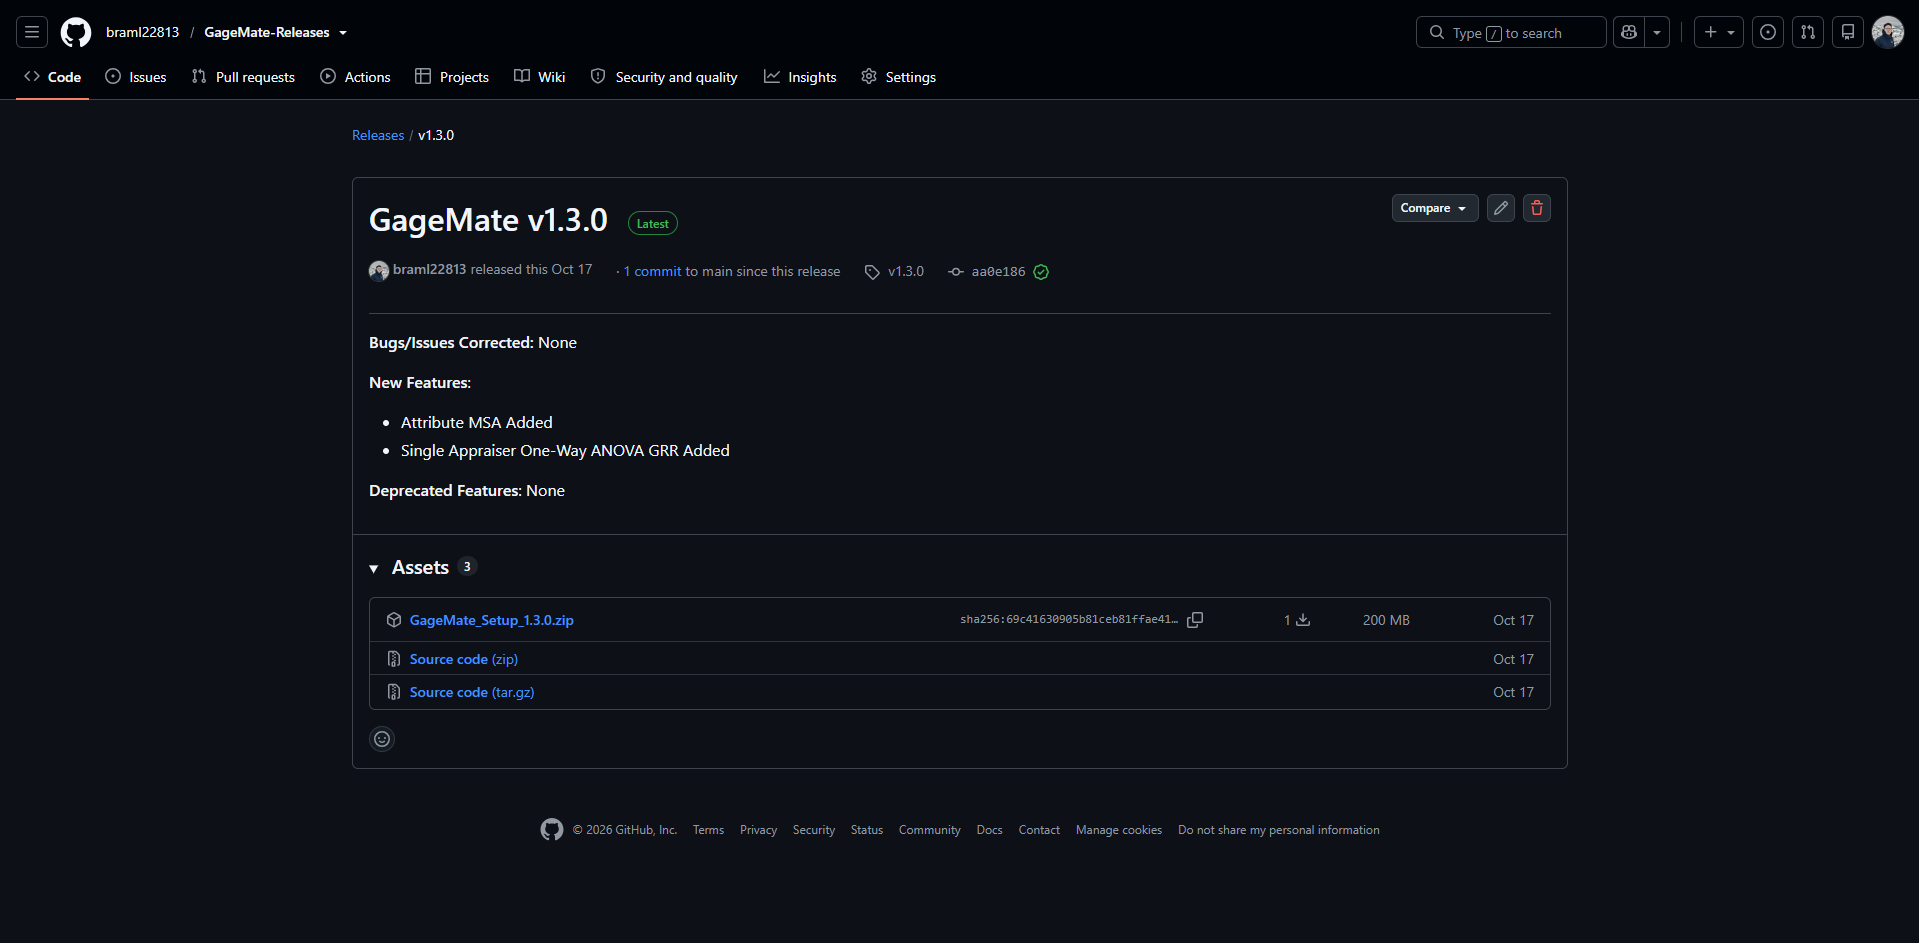 braml22813 / GageMate-Releases
Type / to search
Code Issues Pull requests Actions Projects Wiki Security and quality Insights Settings
Releases / v1.3.0
GageMate v1.3.0 Latest
Compare
braml22813 released this Oct 17 · 1 commit to main since this release v1.3.0 aa0e186
Bugs/Issues Corrected: None
New Features:
Attribute MSA Added
Single Appraiser One-Way ANOVA GRR Added
Deprecated Features: None
Assets 3
GageMate_Setup_1.3.0.zip sha256:69c41630905b81ceb81ffae41… 1 200 MB Oct 17
Source code (zip) Oct 17
Source code (tar.gz) Oct 17
© 2026 GitHub, Inc. Terms Privacy Security Status Community Docs Contact Manage cookies Do not share my personal information